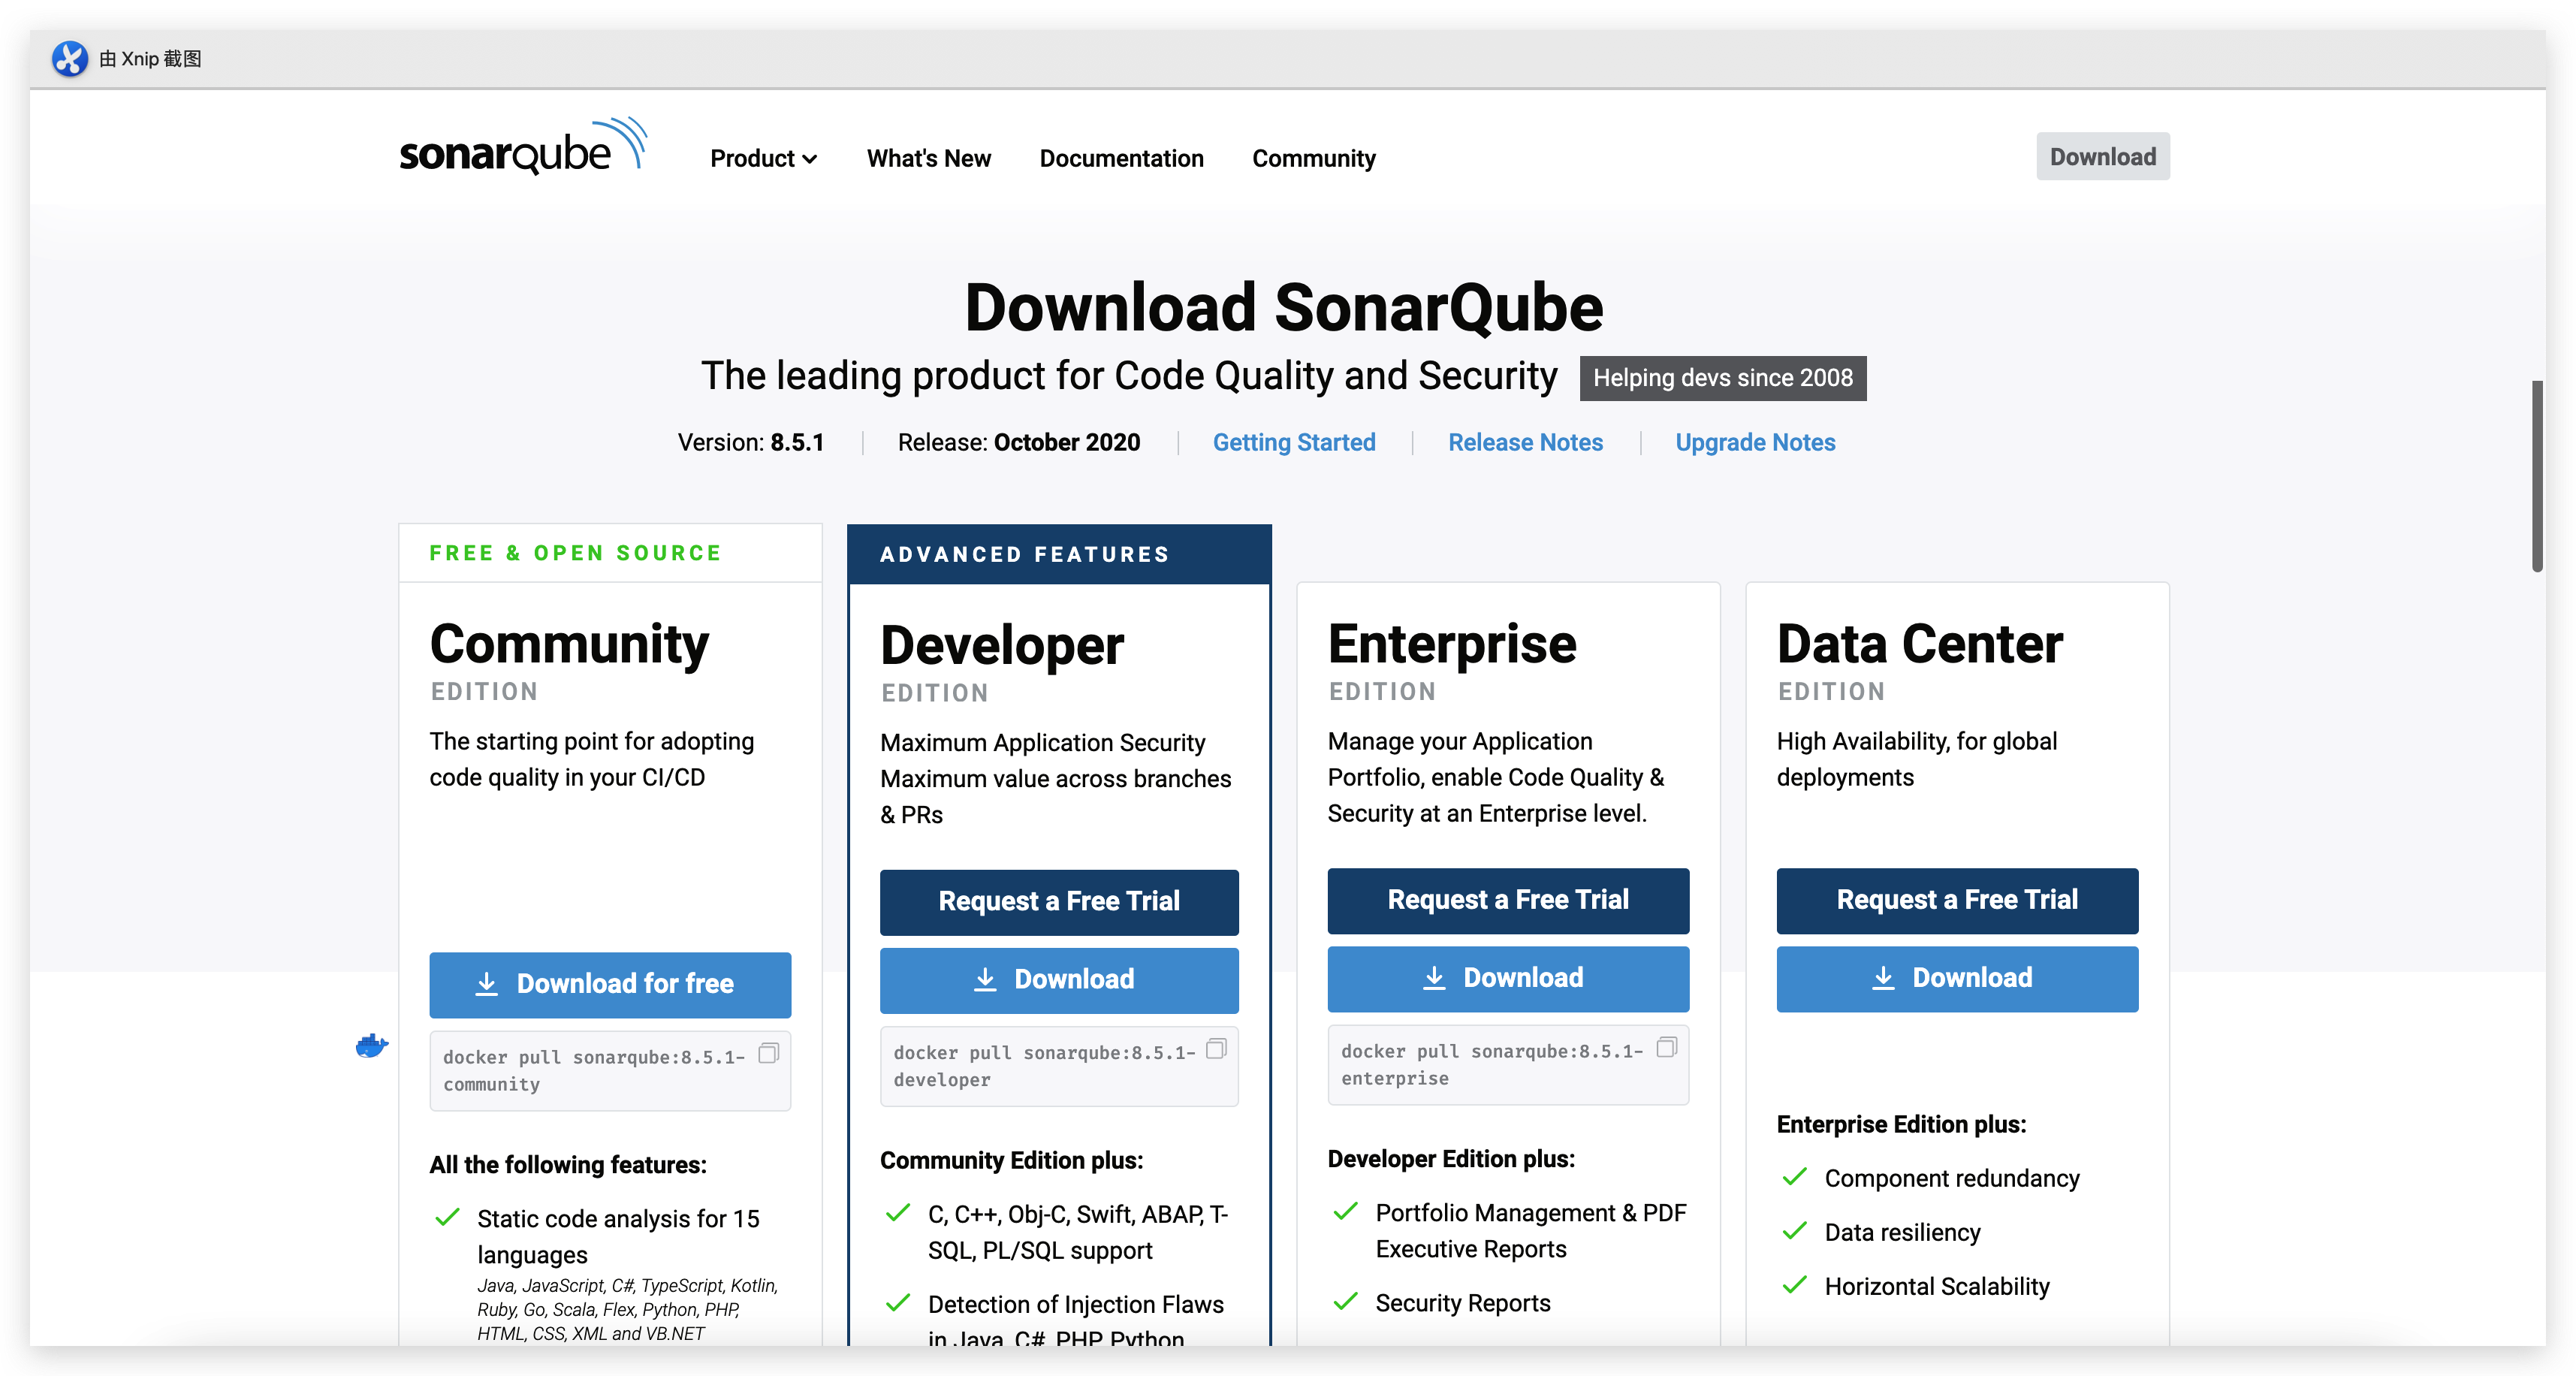 由 Xnip 截图
sonarqube
Product
What's New
Documentation
Community
Download
Download SonarQube
The leading product for Code Quality and Security
Helping devs since 2008
Version: 8.5.1
Release: October 2020
Getting Started
Release Notes
Upgrade Notes
FREE & OPEN SOURCE
Community
EDITION
The starting point for adopting
code quality in your CI/CD
Download for free
docker pull sonarqube:8.5.1-
community
All the following features:
Static code analysis for 15
languages
Java, JavaScript, C#, TypeScript, Kotlin,
Ruby, Go, Scala, Flex, Python, PHP,
HTML, CSS, XML and VB.NET
ADVANCED FEATURES
Developer
EDITION
Maximum Application Security
Maximum value across branches
& PRs
Request a Free Trial
Download
docker pull sonarqube:8.5.1-
developer
Community Edition plus:
C, C++, Obj-C, Swift, ABAP, T-
SQL, PL/SQL support
Detection of Injection Flaws
in Java, C#, PHP, Python
Enterprise
EDITION
Manage your Application
Portfolio, enable Code Quality &
Security at an Enterprise level.
Request a Free Trial
Download
docker pull sonarqube:8.5.1-
enterprise
Developer Edition plus:
Portfolio Management & PDF
Executive Reports
Security Reports
Data Center
EDITION
High Availability, for global
deployments
Request a Free Trial
Download
Enterprise Edition plus:
Component redundancy
Data resiliency
Horizontal Scalability